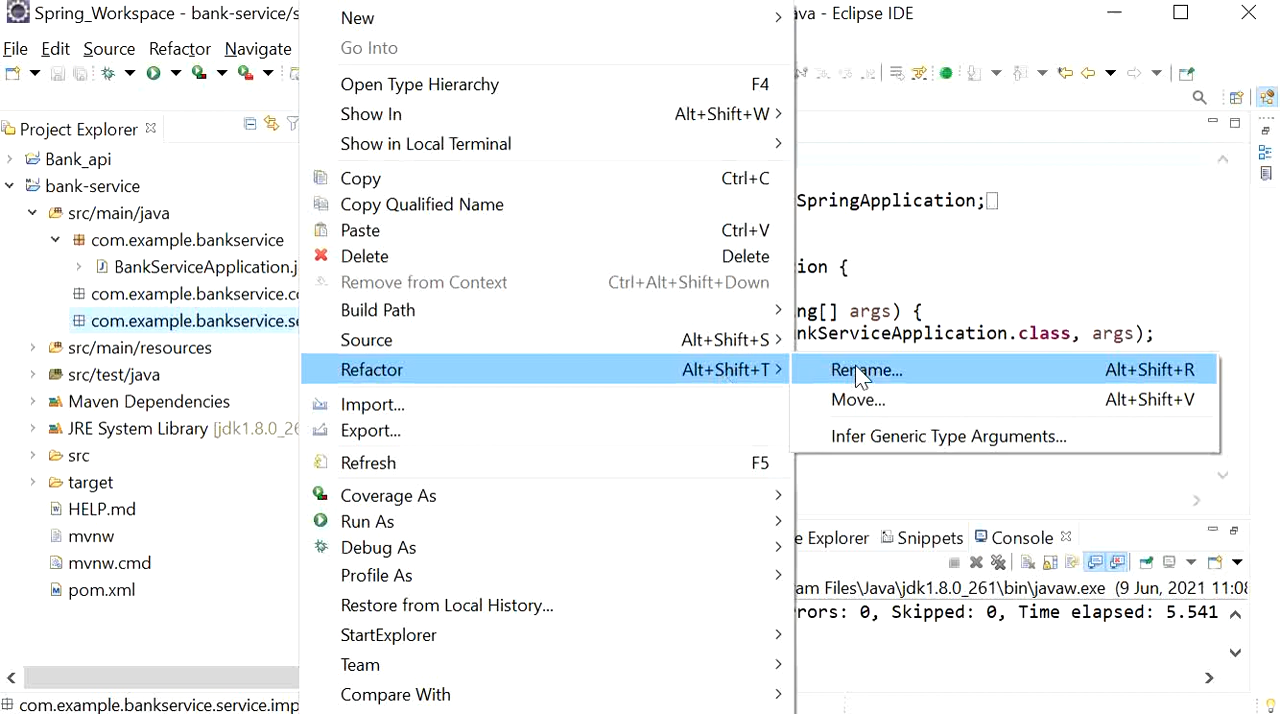 Spring_Workspace - bank-service/s
ava - Eclipse IDE
File Edit Source Refactor Navigate
Project Explorer
Bank_api
bank-service
src/main/java
com.example.bankservice
BankServiceApplication.j
com.example.bankservice.co
com.example.bankservice.se
src/main/resources
src/test/java
Maven Dependencies
JRE System Library [jdk1.8.0_26
src
target
HELP.md
mvnw
mvnw.cmd
pom.xml
com.example.bankservice.service.imp
New
Go Into
Open Type Hierarchy F4
Show In Alt+Shift+W
Show in Local Terminal
Copy Ctrl+C
Copy Qualified Name
Paste Ctrl+V
Delete Delete
Remove from Context Ctrl+Alt+Shift+Down
Build Path
Source Alt+Shift+S
Refactor Alt+Shift+T
Import...
Export...
Refresh F5
Coverage As
Run As
Debug As
Profile As
Restore from Local History...
StartExplorer
Team
Compare With
Rename... Alt+Shift+R
Move... Alt+Shift+V
Infer Generic Type Arguments...
SpringApplication;
ion {
ng[] args) {
nkServiceApplication.class, args);
e Explorer Snippets Console
am Files\Java\jdk1.8.0_261\bin\javaw.exe (9 Jun, 2021 11:08
rors: 0, Skipped: 0, Time elapsed: 5.541